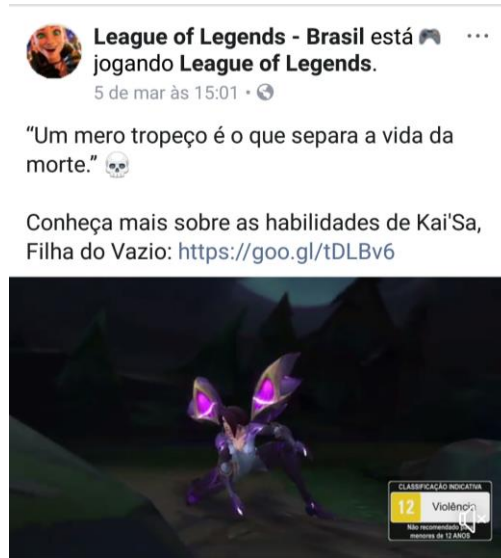 League of Legends - Brasil está 🎮
jogando League of Legends.
5 de mar às 15:01 •
“Um mero tropeço é o que separa a vida da
morte.” 💀
Conheça mais sobre as habilidades de Kai'Sa,
Filha do Vazio: https://goo.gl/tDLBv6
CLASSIFICAÇÃO INDICATIVA
12 Violência
Não recomendado para
menores de 12 ANOS